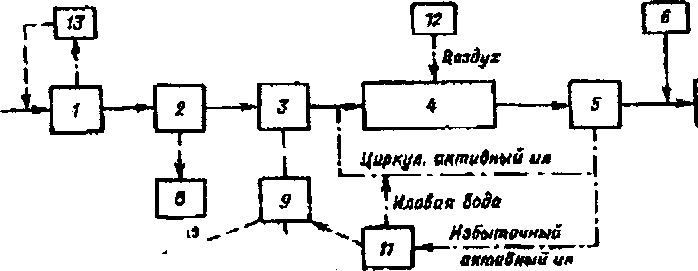 13
12
6
Воздух
1
2
3
4
5
Циркул. активный ил
8
9
Иловая вода
10
11
Избыточный
активный ил